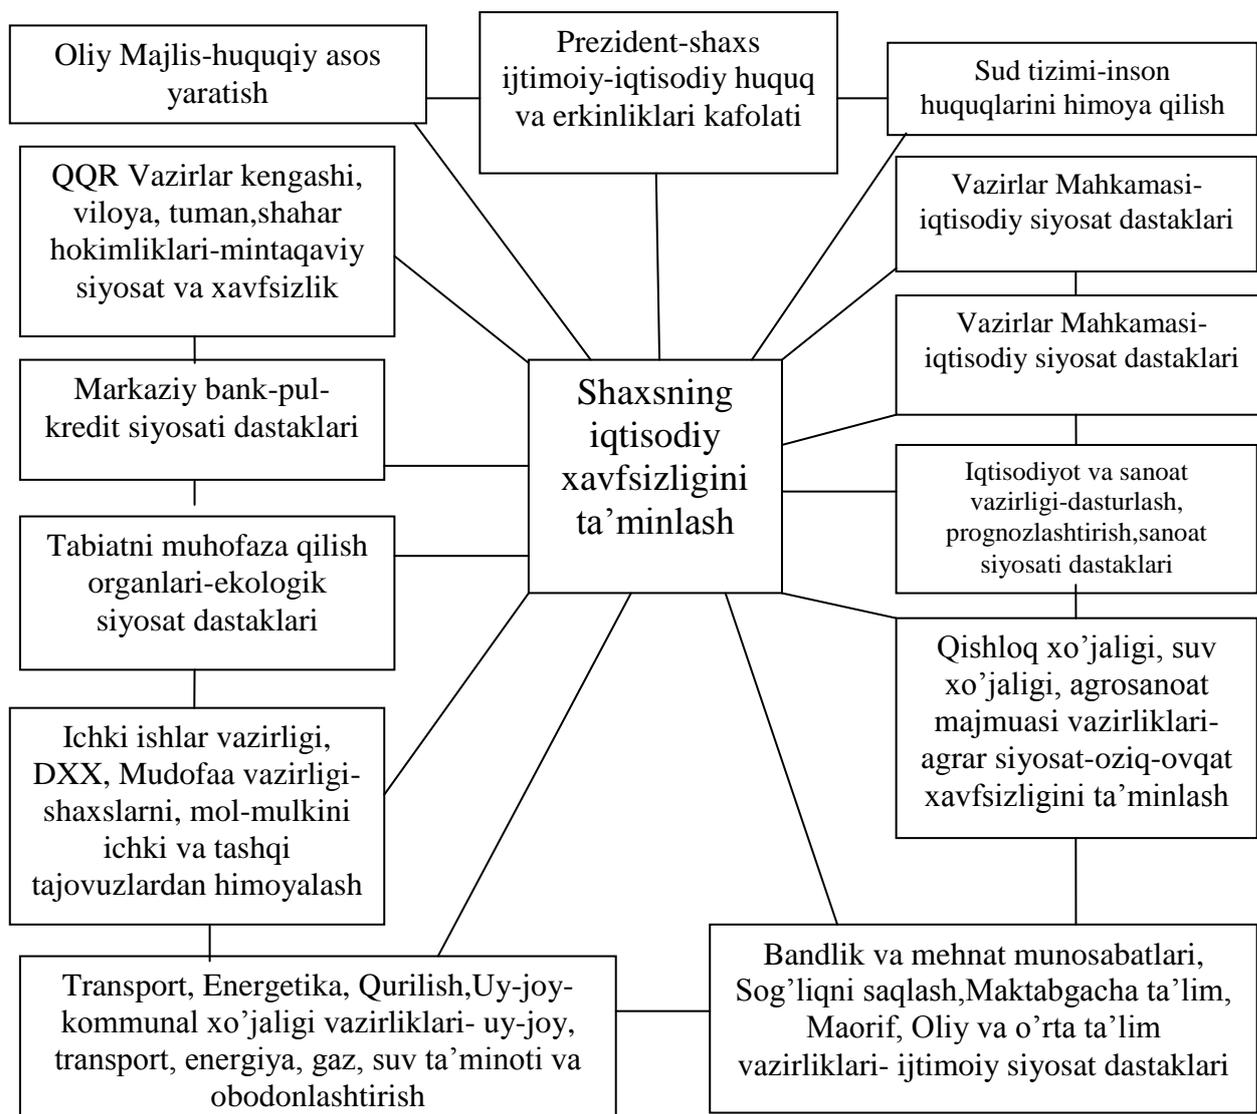 Oliy Majlis-huquqiy asos
yaratish
Prezident-shaxs
ijtimoiy-iqtisodiy huquq
va erkinliklari kafolati
Sud tizimi-inson
huquqlarini himoya qilish
QQR Vazirlar kengashi,
viloya, tuman,shahar
hokimliklari-mintaqaviy
siyosat va xavfsizlik
Vazirlar Mahkamasi-
iqtisodiy siyosat dastaklari
Vazirlar Mahkamasi-
iqtisodiy siyosat dastaklari
Markaziy bank-pul-
kredit siyosati dastaklari
Shaxsning
iqtisodiy
xavfsizligini
ta’minlash
Iqtisodiyot va sanoat
vazirligi-dasturlash,
prognozlashtirish,sanoat
siyosati dastaklari
Tabiatni muhofaza qilish
organlari-ekologik
siyosat dastaklari
Qishloq xo’jaligi, suv
xo’jaligi, agrosanoat
majmuasi vazirliklari-
agrar siyosat-oziq-ovqat
xavfsizligini ta’minlash
Ichki ishlar vazirligi,
DXX, Mudofaa vazirligi-
shaxslarni, mol-mulkini
ichki va tashqi
tajovuzlardan himoyalash
Transport, Energetika, Qurilish,Uy-joy-
kommunal xo’jaligi vazirliklari- uy-joy,
transport, energiya, gaz, suv ta’minoti va
obodonlashtirish
Bandlik va mehnat munosabatlari,
Sog’liqni saqlash,Maktabgacha ta’lim,
Maorif, Oliy va o’rta ta’lim
vazirliklari- ijtimoiy siyosat dastaklari